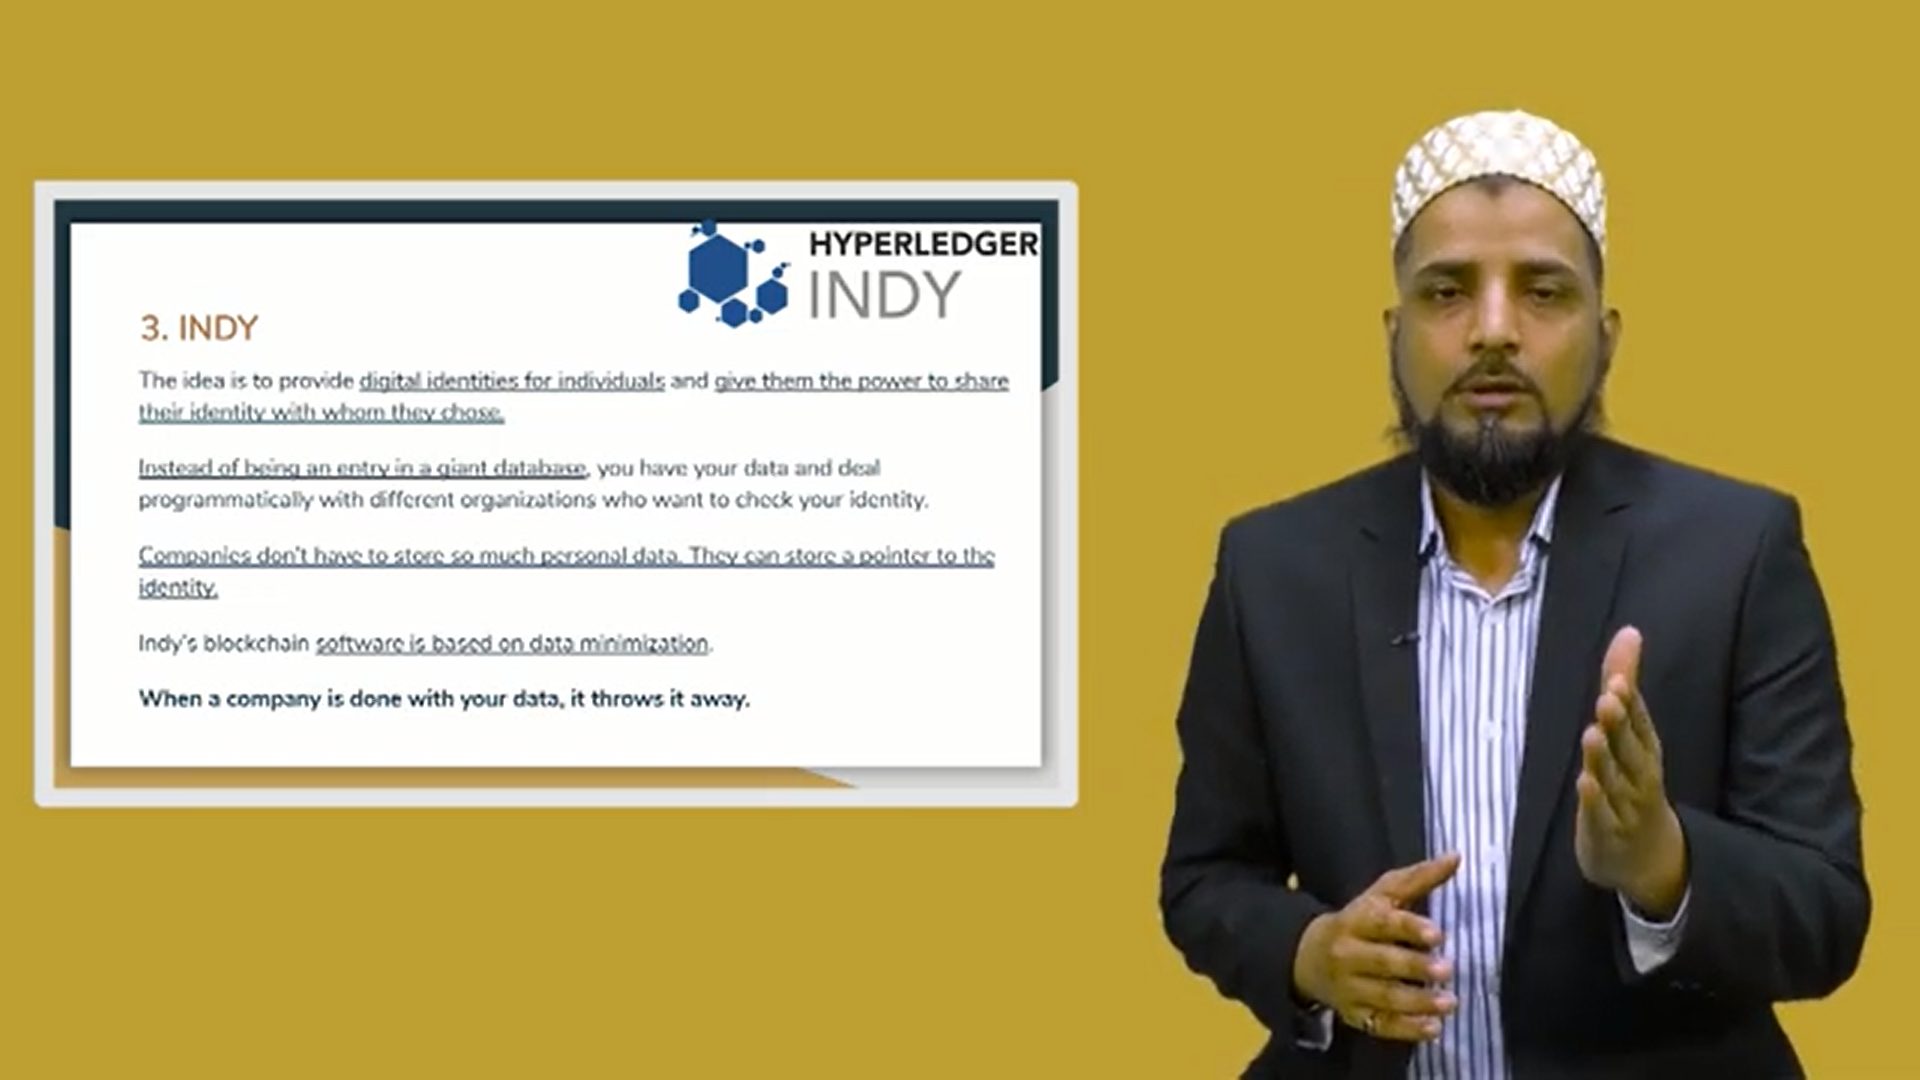 HYPERLEDGER
INDY
3. INDY
The idea is to provide digital identities for individuals and give them the power to share
their identity with whom they chose.
Instead of being an entry in a giant database, you have your data and deal
programmatically with different organizations who want to check your identity.
Companies don't have to store so much personal data. They can store a pointer to the
identity.
Indy's blockchain software is based on data minimization.
When a company is done with your data, it throws it away.